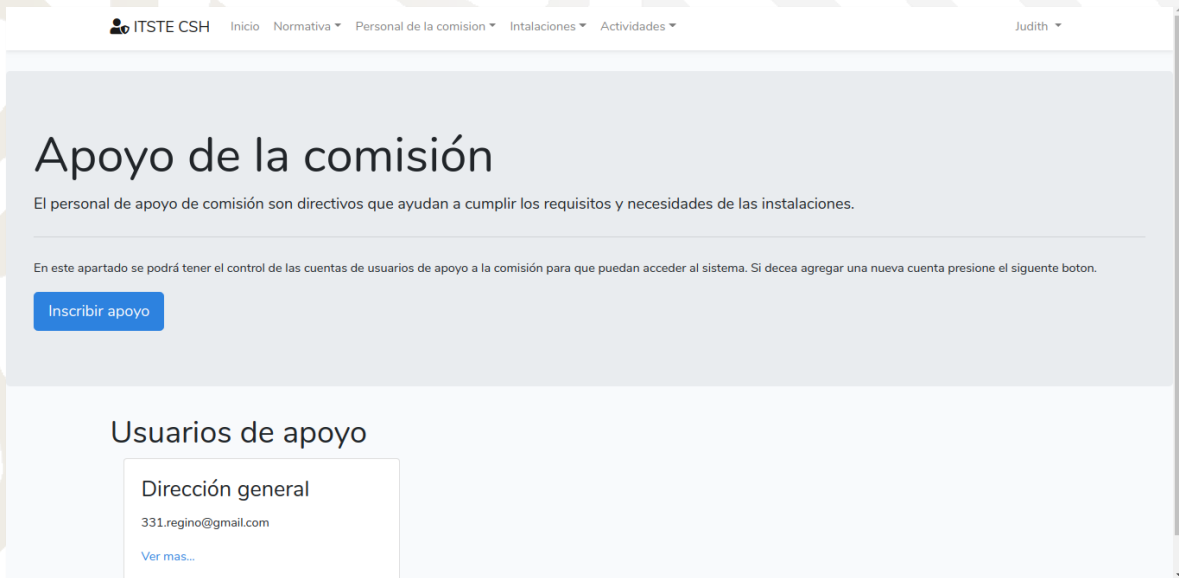 ITSTE CSH Inicio Normativa Personal de la comision Intalaciones Actividades Judith
Apoyo de la comisión
El personal de apoyo de comisión son directivos que ayudan a cumplir los requisitos y necesidades de las instalaciones.
En este apartado se podrá tener el control de las cuentas de usuarios de apoyo a la comisión para que puedan acceder al sistema. Si decea agregar una nueva cuenta presione el siguente boton.
Inscribir apoyo
Usuarios de apoyo
Dirección general
331.regino@gmail.com
Ver mas...